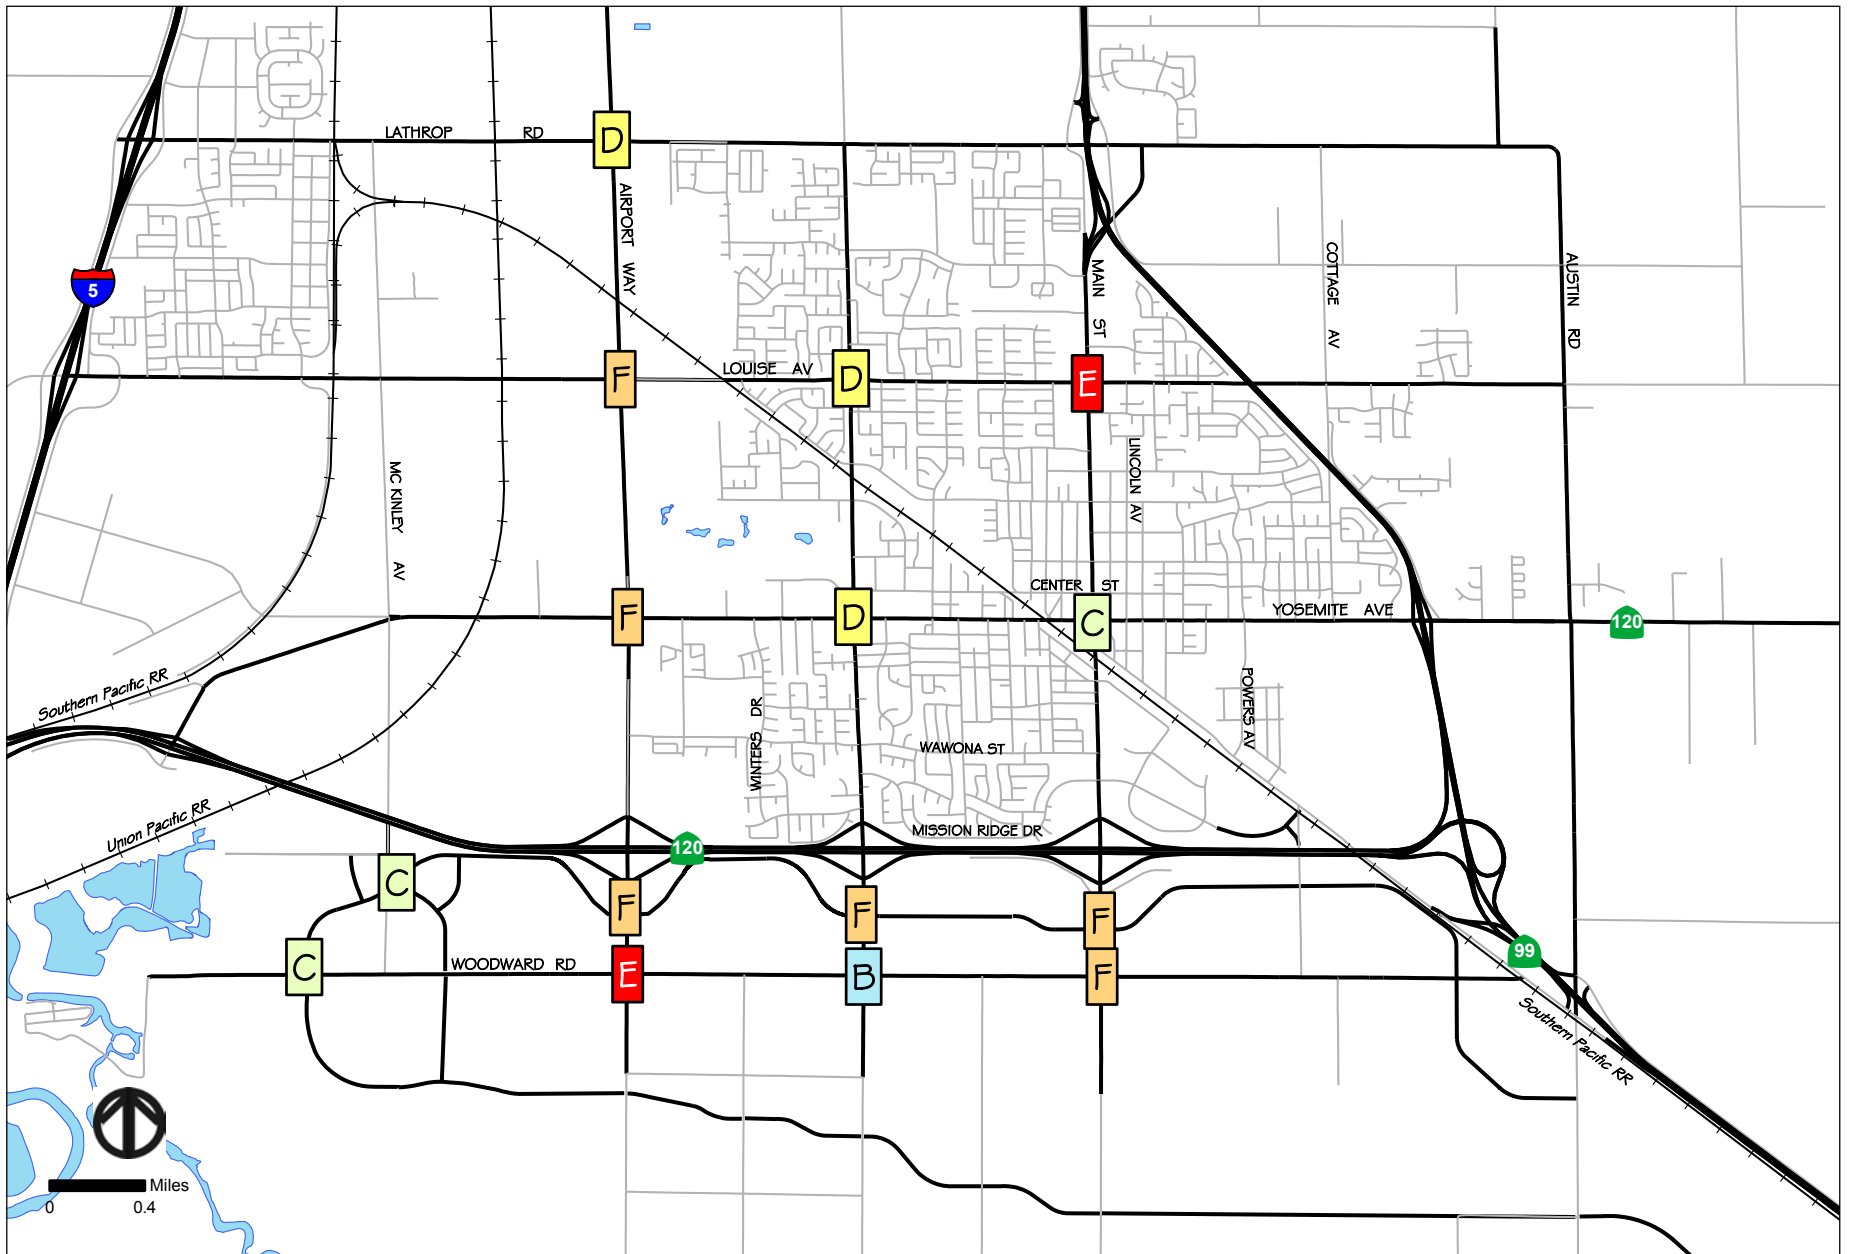 LATHROP RD
D
AIRPORT WAY
5
MAIN ST
COTTAGE AV
AUSTIN RD
LOUISE AV
F
D
E
MC KINLEY AV
LINCOLN AV
CENTER ST
YOSEMITE AVE
F
D
C
120
Southern Pacific RR
POWERS AV
WINTERS DR
WAWONA ST
Union Pacific RR
MISSION RIDGE DR
120
C
F
F
F
99
C
WOODWARD RD
E
B
F
Southern Pacific RR
Miles
0 0.4